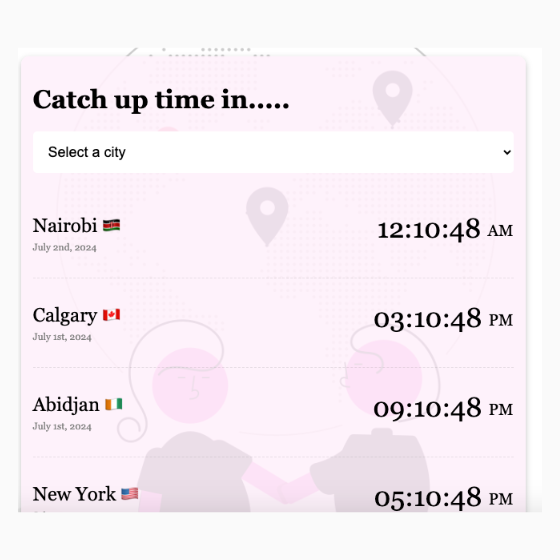 Catch up time in.....
Select a city
Nairobi 🇰🇪 12:10:48 AM
July 2nd, 2024
Calgary 🇨🇦 03:10:48 PM
July 1st, 2024
Abidjan 🇨🇮 09:10:48 PM
July 1st, 2024
New York 🇺🇸 05:10:48 PM